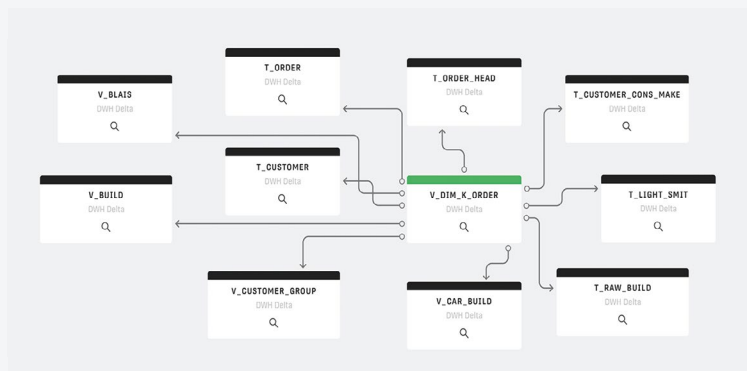 T_ORDER
DWH Delta
T_ORDER_HEAD
DWH Delta
V_BLAIS
DWH Delta
T_CUSTOMER_CONS_MAKE
DWH Delta
T_CUSTOMER
DWH Delta
V_BUILD
DWH Delta
V_DIM_K_ORDER
DWH Delta
T_LIGHT_SMIT
DWH Delta
V_CUSTOMER_GROUP
DWH Delta
V_CAR_BUILD
DWH Delta
T_RAW_BUILD
DWH Delta